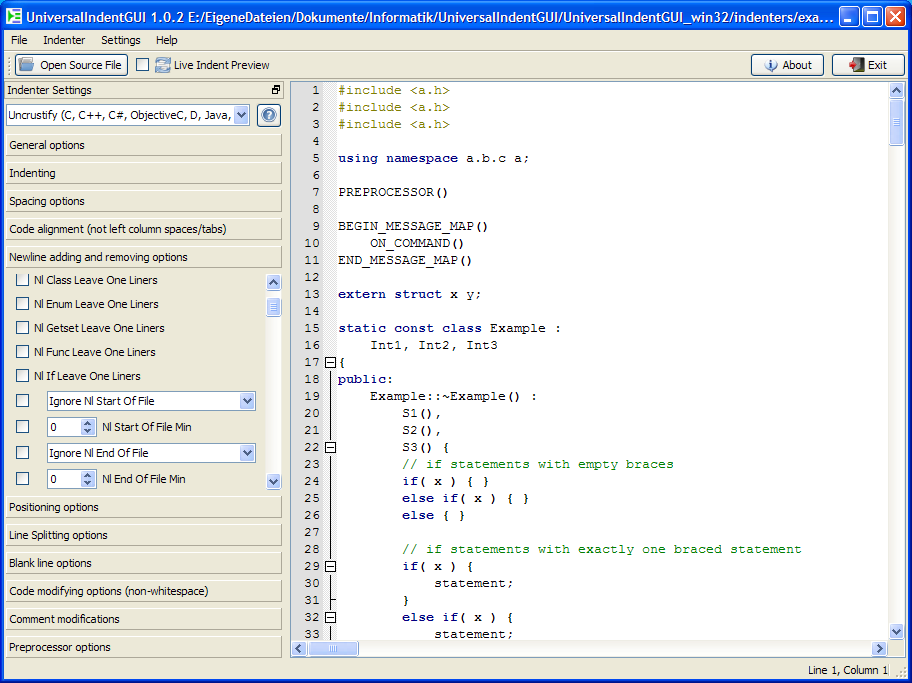 UniversalIndentGUI 1.0.2 E:/EigeneDateien/Dokumente/Informatik/UniversalIndentGUI/UniversalIndentGUI_win32/indenters/exa...
File Indenter Settings Help
Open Source File Live Indent Preview About Exit
Indenter Settings
Uncrustify (C, C++, C#, ObjectiveC, D, Java,
General options
Indenting
Spacing options
Code alignment (not left column spaces/tabs)
Newline adding and removing options
Nl Class Leave One Liners
Nl Enum Leave One Liners
Nl Getset Leave One Liners
Nl Func Leave One Liners
Nl If Leave One Liners
Ignore Nl Start Of File
0 Nl Start Of File Min
Ignore Nl End Of File
0 Nl End Of File Min
Positioning options
Line Splitting options
Blank line options
Code modifying options (non-whitespace)
Comment modifications
Preprocessor options
1 #include <a.h>
2 #include <a.h>
3 #include <a.h>
4
5 using namespace a.b.c a;
6
7 PREPROCESSOR()
8
9 BEGIN_MESSAGE_MAP()
10     ON_COMMAND()
11 END_MESSAGE_MAP()
12
13 extern struct x y;
14
15 static const class Example :
16     Int1, Int2, Int3
17 {
18 public:
19     Example::~Example() :
20         S1(),
21         S2(),
22         S3() {
23         // if statements with empty braces
24         if( x ) { }
25         else if( x ) { }
26         else { }
27
28         // if statements with exactly one braced statement
29         if( x ) {
30             statement;
31         }
32         else if( x ) {
33             statement;
Line 1, Column 1